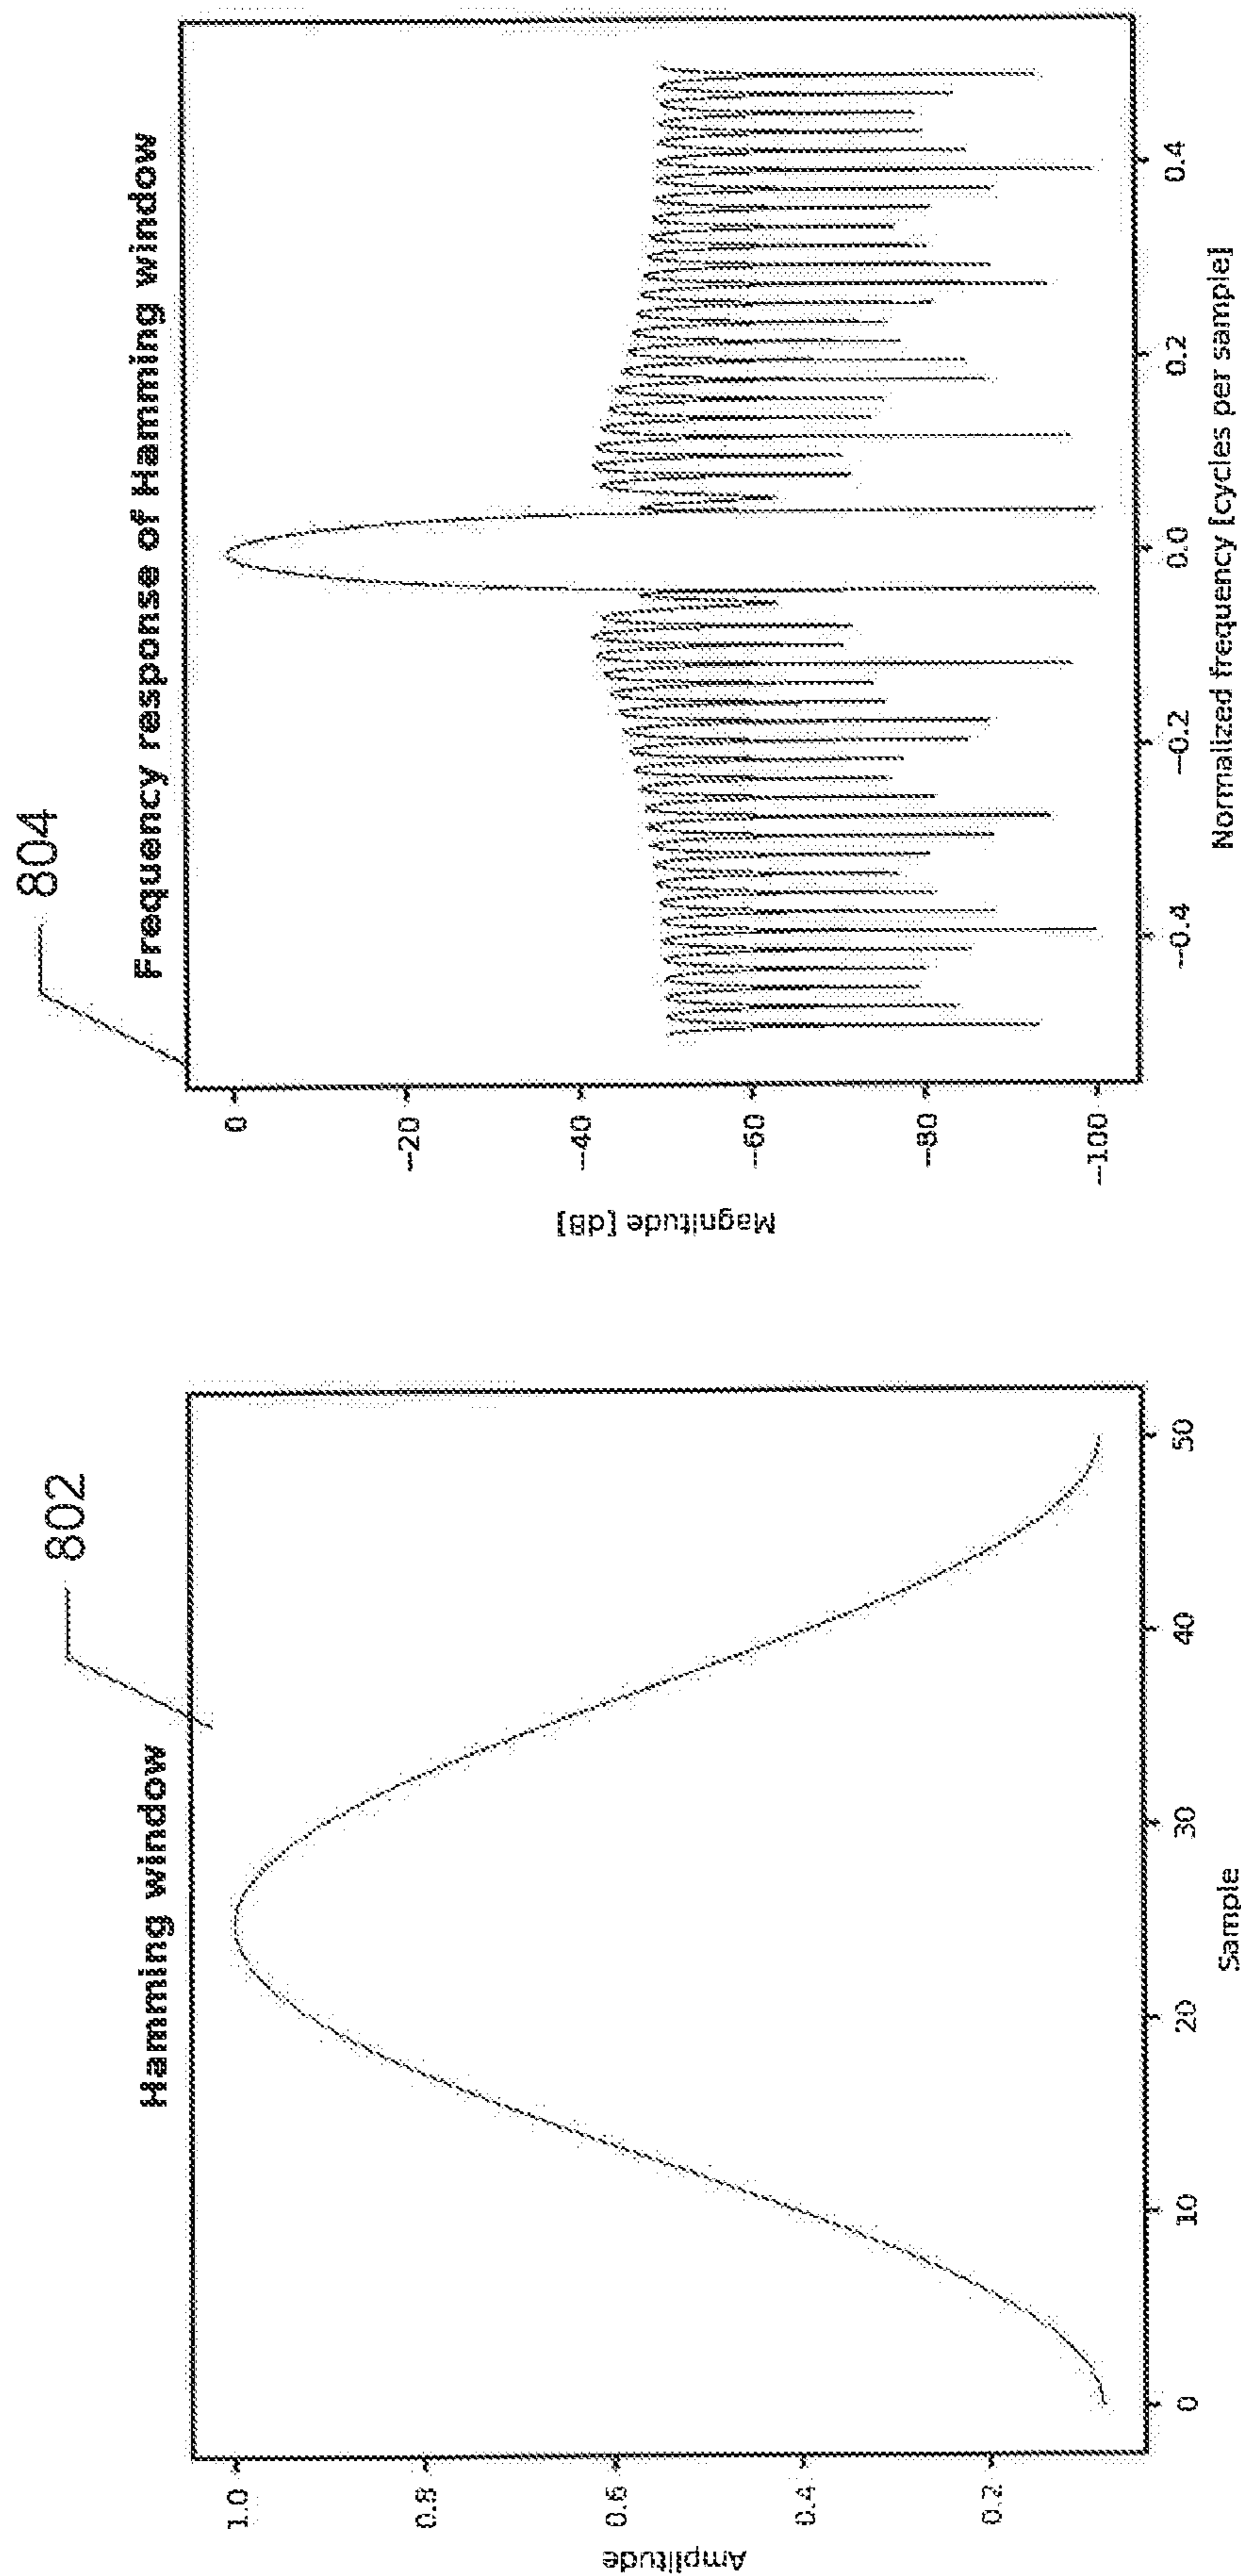 802
Hamming window
Amplitude
1.0
0.8
0.6
0.4
0.2
0 10 20 30 40 50
Sample
804
Frequency response of Hamming window
Magnitude [dB]
0
-20
-40
-60
-80
-100
-0.4 -0.2 0.0 0.2 0.4
Normalized frequency [cycles per sample]